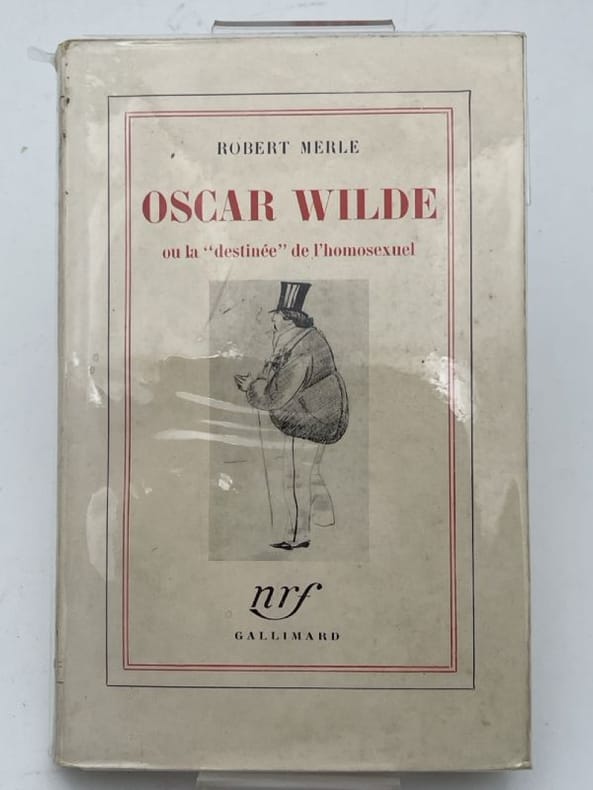 ROBERT MERLE
OSCAR WILDE
ou la “destinée” de l'homosexuel
nrf
GALLIMARD